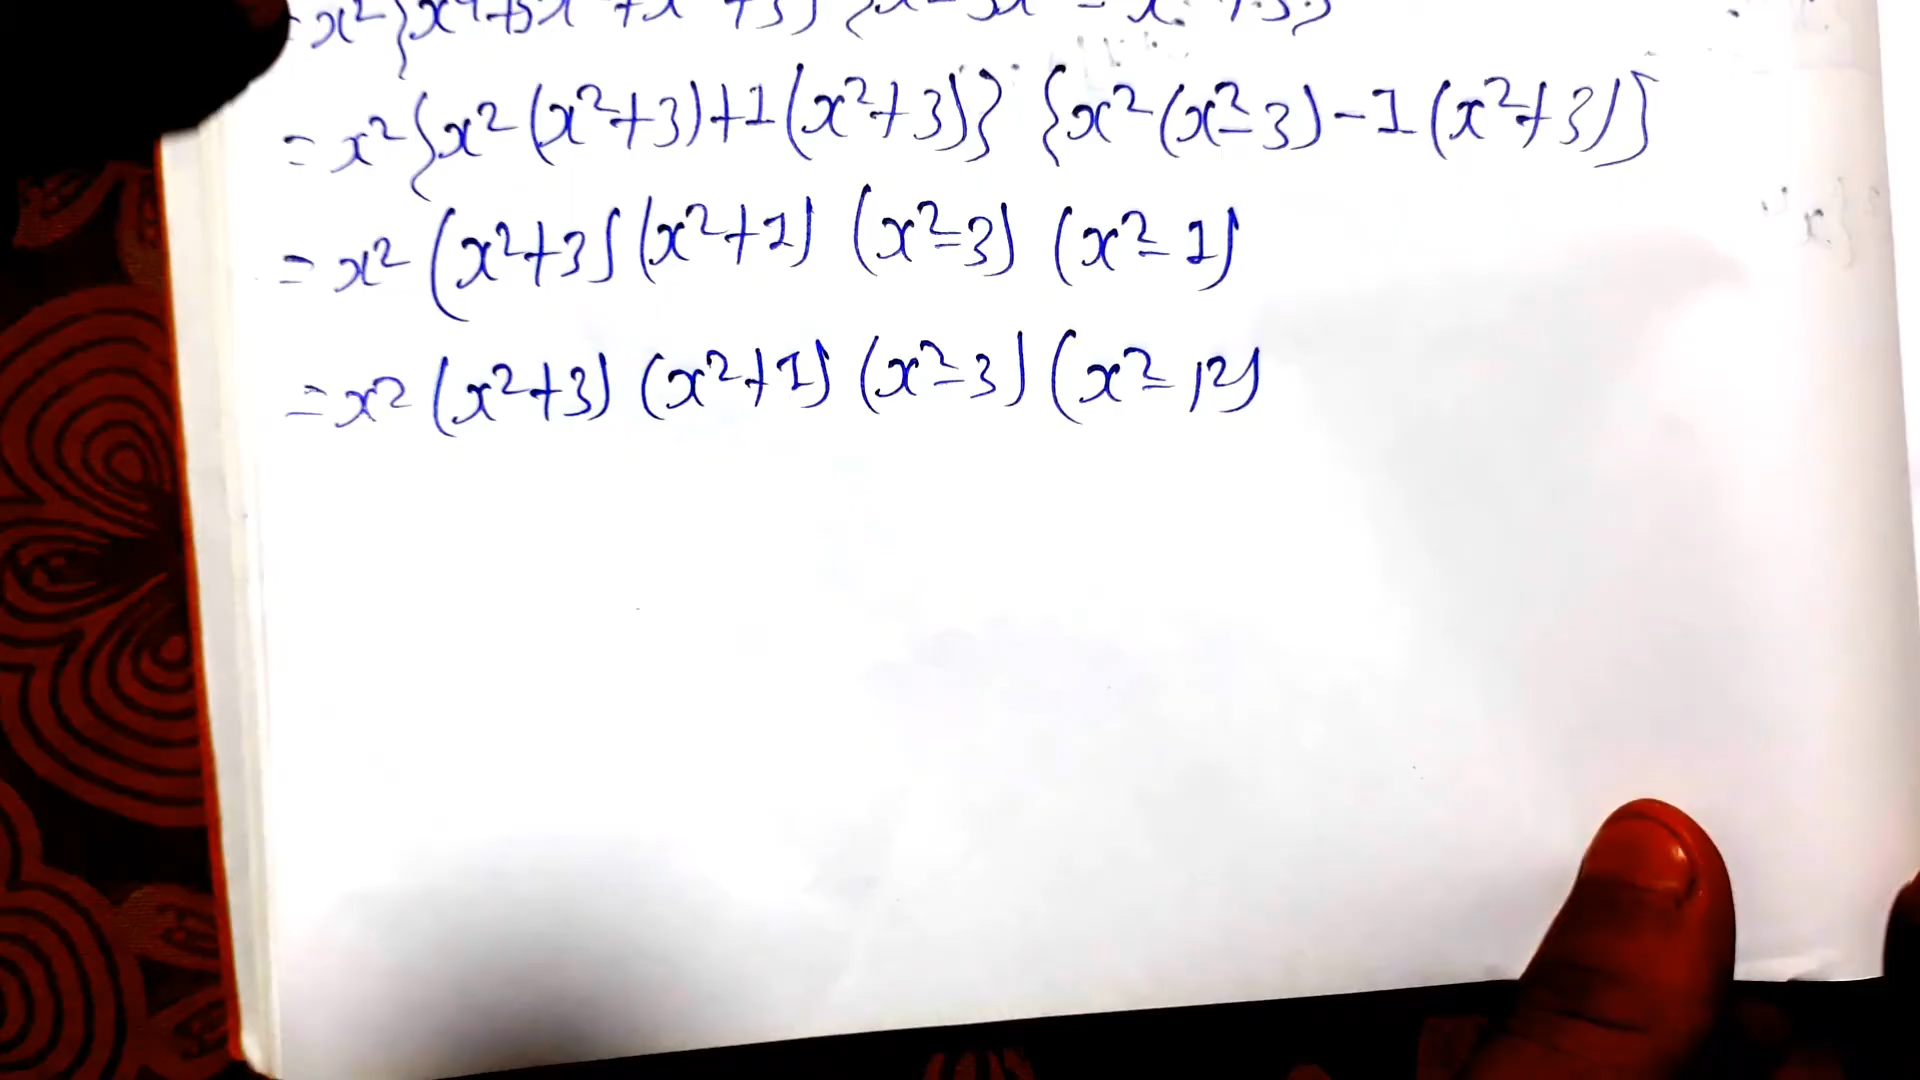 = x²{x²(x²+3)+1(x²+3)} {x²(x²-3)-1(x²+3)}
= x² (x²+3)(x²+1) (x²-3) (x²-1)
= x² (x²+3) (x²+1) (x²-3) (x²-1²)